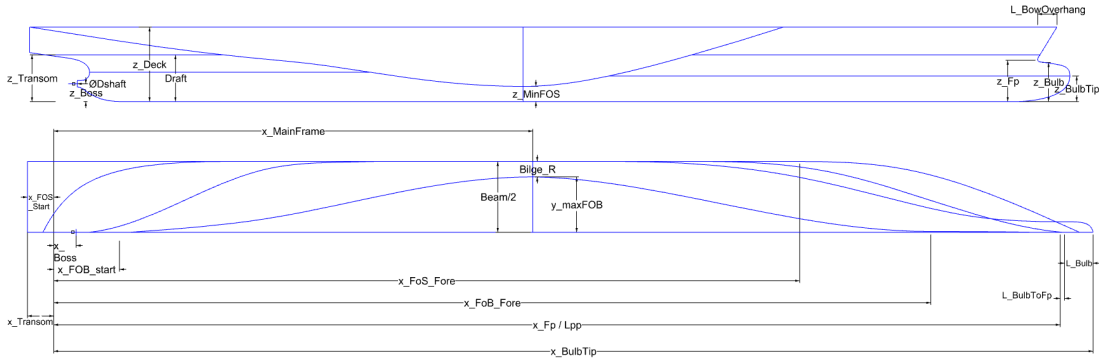 L_BowOverhang
z_Deck
z_Transom
ØDshaft
Draft
z_Boss
z_MinFOS
z_Fp
z_Bulb
z_BulbTip
x_MainFrame
Bilge_R
x_FOS
_Start
Beam/2
y_maxFOB
x_
Boss
x_FOB_start
L_Bulb
x_FoS_Fore
L_BulbToFp
x_FoB_Fore
x_Transom
x_Fp / Lpp
x_BulbTip